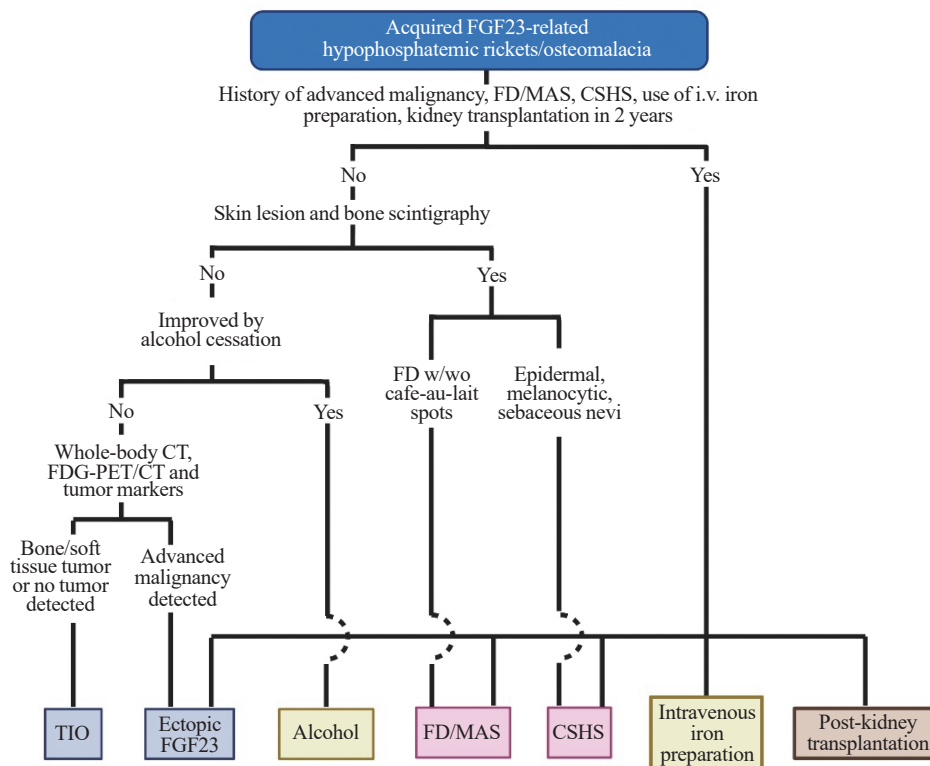 Acquired FGF23-related
hypophosphatemic rickets/osteomalacia
History of advanced malignancy, FD/MAS, CSHS, use of i.v. iron
preparation, kidney transplantation in 2 years
No
Yes
Skin lesion and bone scintigraphy
No
Yes
Improved by
alcohol cessation
FD w/wo
cafe-au-lait
spots
Epidermal,
melanocytic,
sebaceous nevi
No
Yes
Whole-body CT,
FDG-PET/CT and
tumor markers
Bone/soft
tissue tumor
or no tumor
detected
Advanced
malignancy
detected
TIO
Ectopic
FGF23
Alcohol
FD/MAS
CSHS
Intravenous
iron
preparation
Post-kidney
transplantation